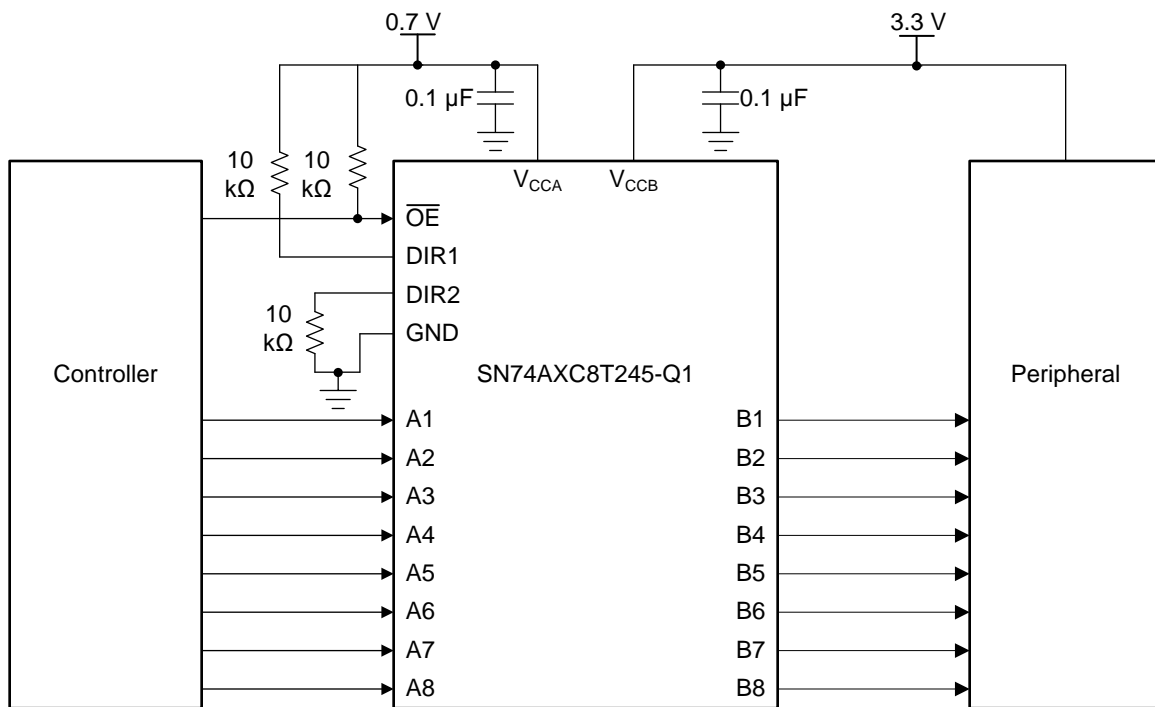 0.7 V
3.3 V
0.1 µF
0.1 µF
10
kΩ
10
kΩ
V_CCA
V_CCB
OE
DIR1
DIR2
10
kΩ
GND
Controller
SN74AXC8T245-Q1
Peripheral
A1
B1
A2
B2
A3
B3
A4
B4
A5
B5
A6
B6
A7
B7
A8
B8